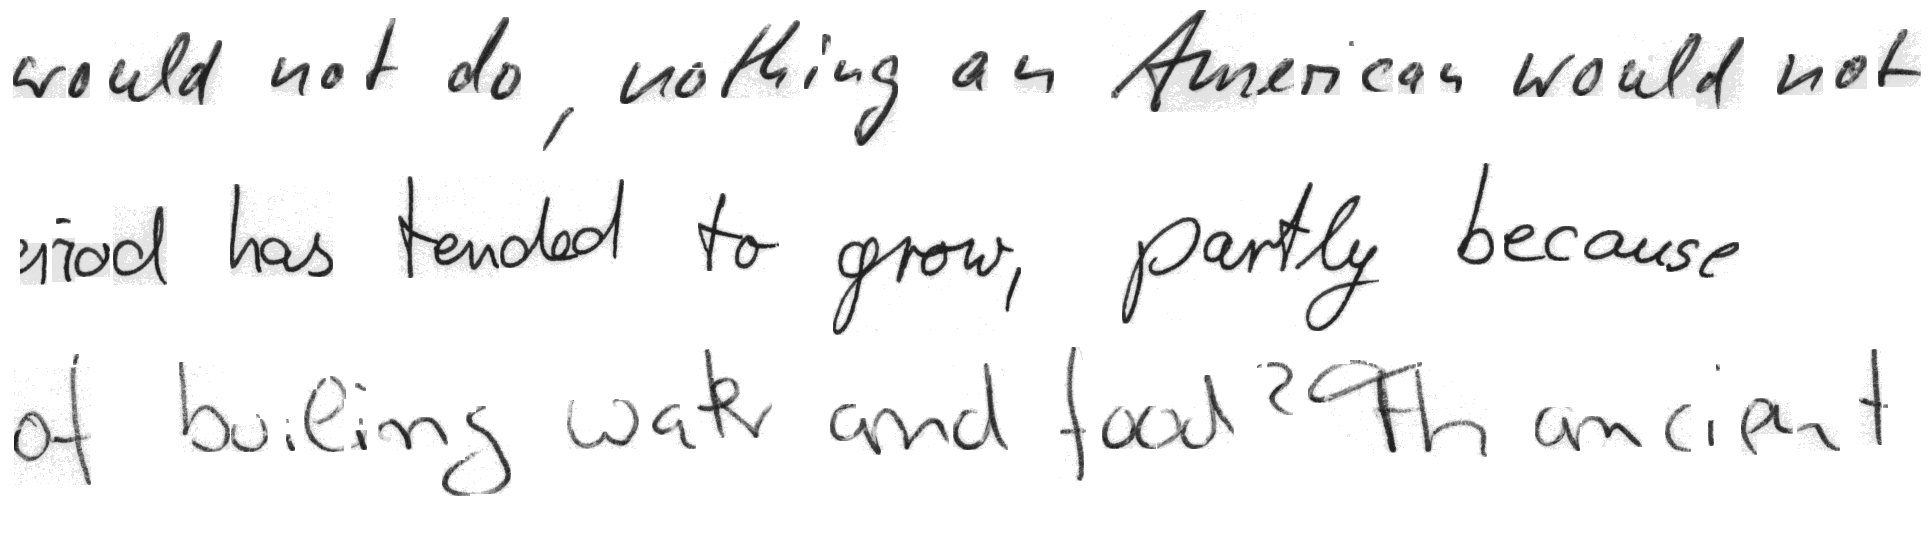 would not do, nothing an American would not
eriod has tended to grow, partly because
of boiling water and food? Th ancient